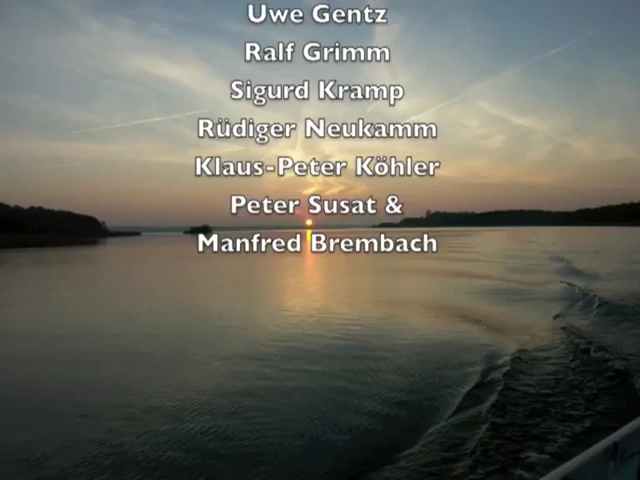 Uwe Gentz
Ralf Grimm
Sigurd Kramp
Rüdiger Neukamm
Klaus-Peter Köhler
Peter Susat &
Manfred Brembach